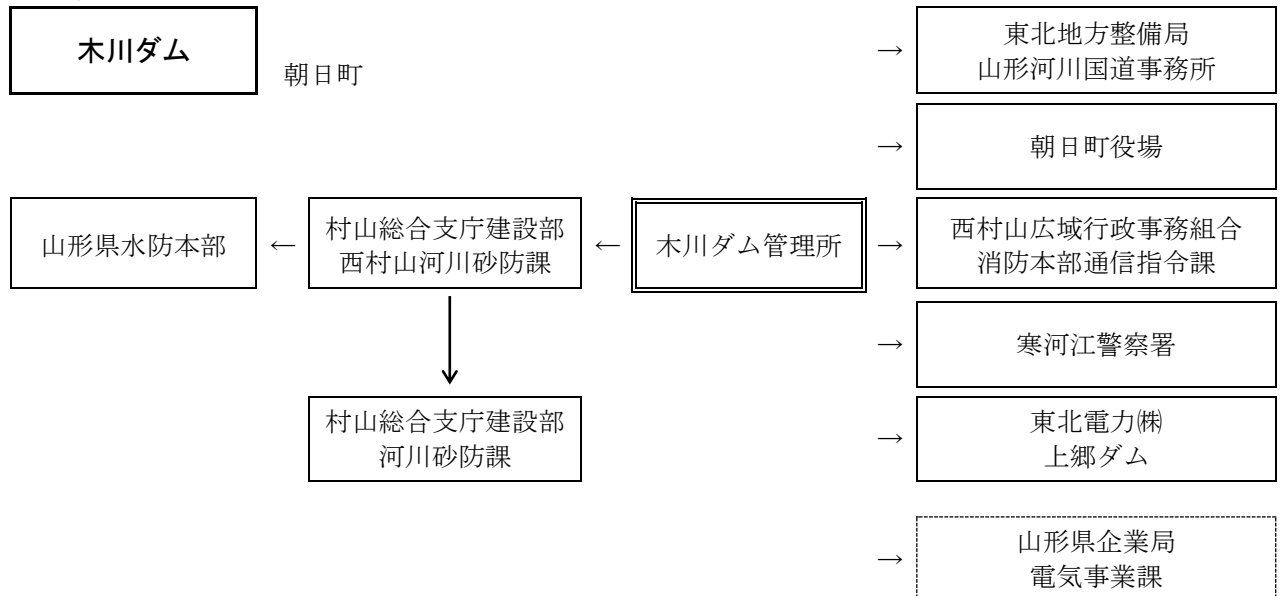 木川ダム
朝日町
→
東北地方整備局
山形河川国道事務所
→
朝日町役場
山形県水防本部
←
村山総合支庁建設部
西村山河川砂防課
←
木川ダム管理所
→
西村山広域行政事務組合
消防本部通信指令課
→
寒河江警察署
村山総合支庁建設部
河川砂防課
→
東北電力㈱
上郷ダム
→
山形県企業局
電気事業課